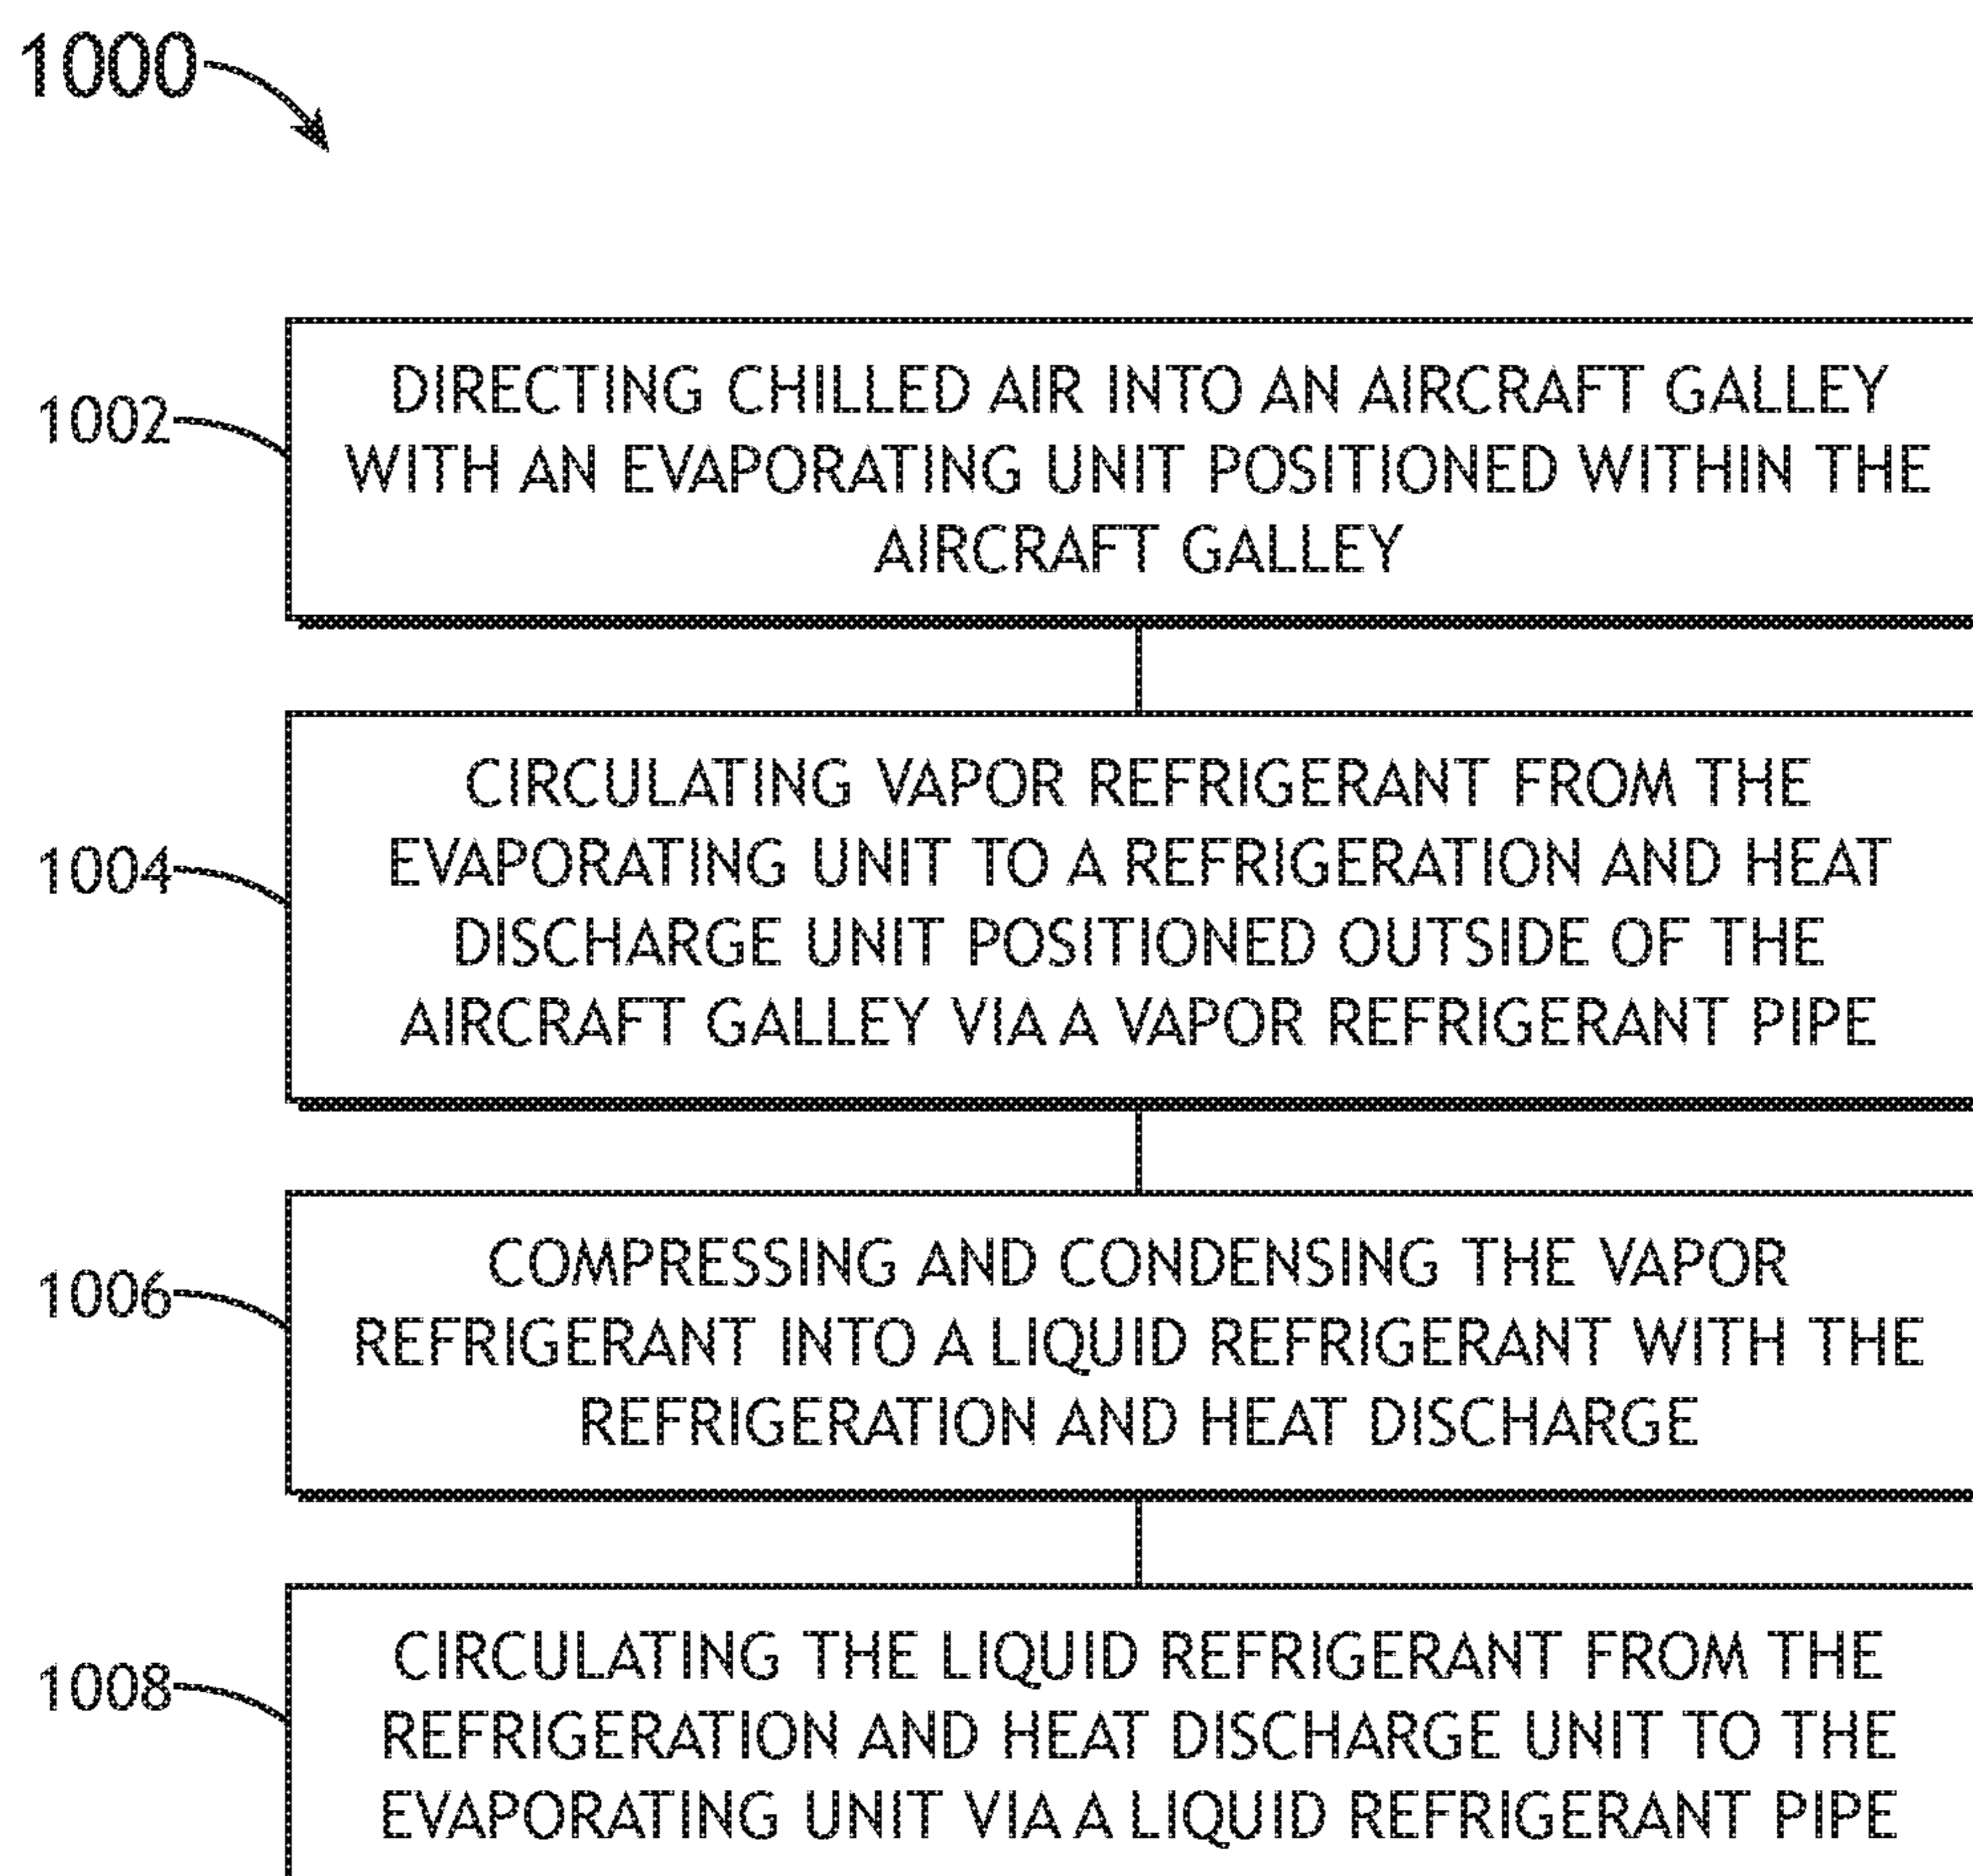 1000
1002
DIRECTING CHILLED AIR INTO AN AIRCRAFT GALLEY
WITH AN EVAPORATING UNIT POSITIONED WITHIN THE
AIRCRAFT GALLEY
1004
CIRCULATING VAPOR REFRIGERANT FROM THE
EVAPORATING UNIT TO A REFRIGERATION AND HEAT
DISCHARGE UNIT POSITIONED OUTSIDE OF THE
AIRCRAFT GALLEY VIA A VAPOR REFRIGERANT PIPE
1006
COMPRESSING AND CONDENSING THE VAPOR
REFRIGERANT INTO A LIQUID REFRIGERANT WITH THE
REFRIGERATION AND HEAT DISCHARGE
1008
CIRCULATING THE LIQUID REFRIGERANT FROM THE
REFRIGERATION AND HEAT DISCHARGE UNIT TO THE
EVAPORATING UNIT VIA A LIQUID REFRIGERANT PIPE